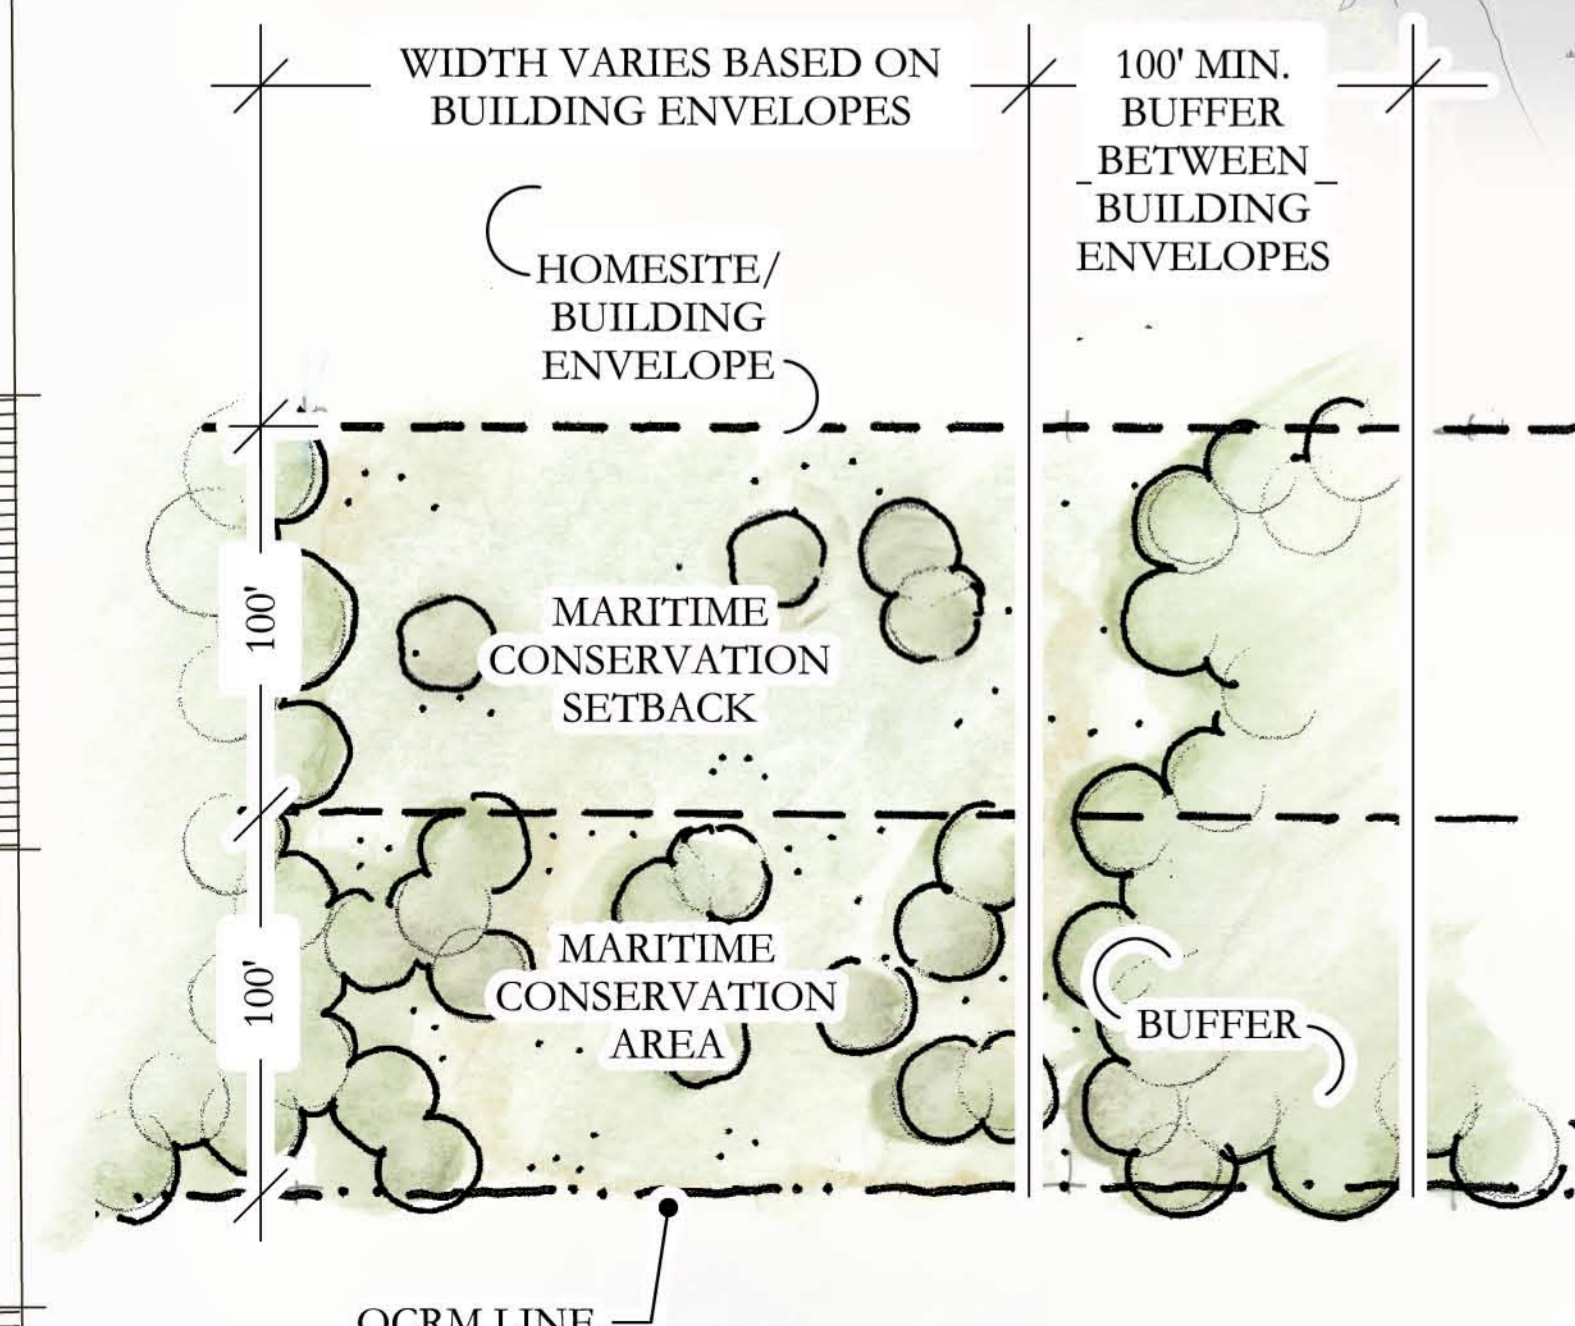 WIDTH VARIES BASED ON
BUILDING ENVELOPES
100' MIN.
BUFFER
BETWEEN
BUILDING
ENVELOPES
HOMESITE/
BUILDING
ENVELOPE
100'
MARITIME
CONSERVATION
SETBACK
100'
MARITIME
CONSERVATION
AREA
BUFFER
OCRM LINE